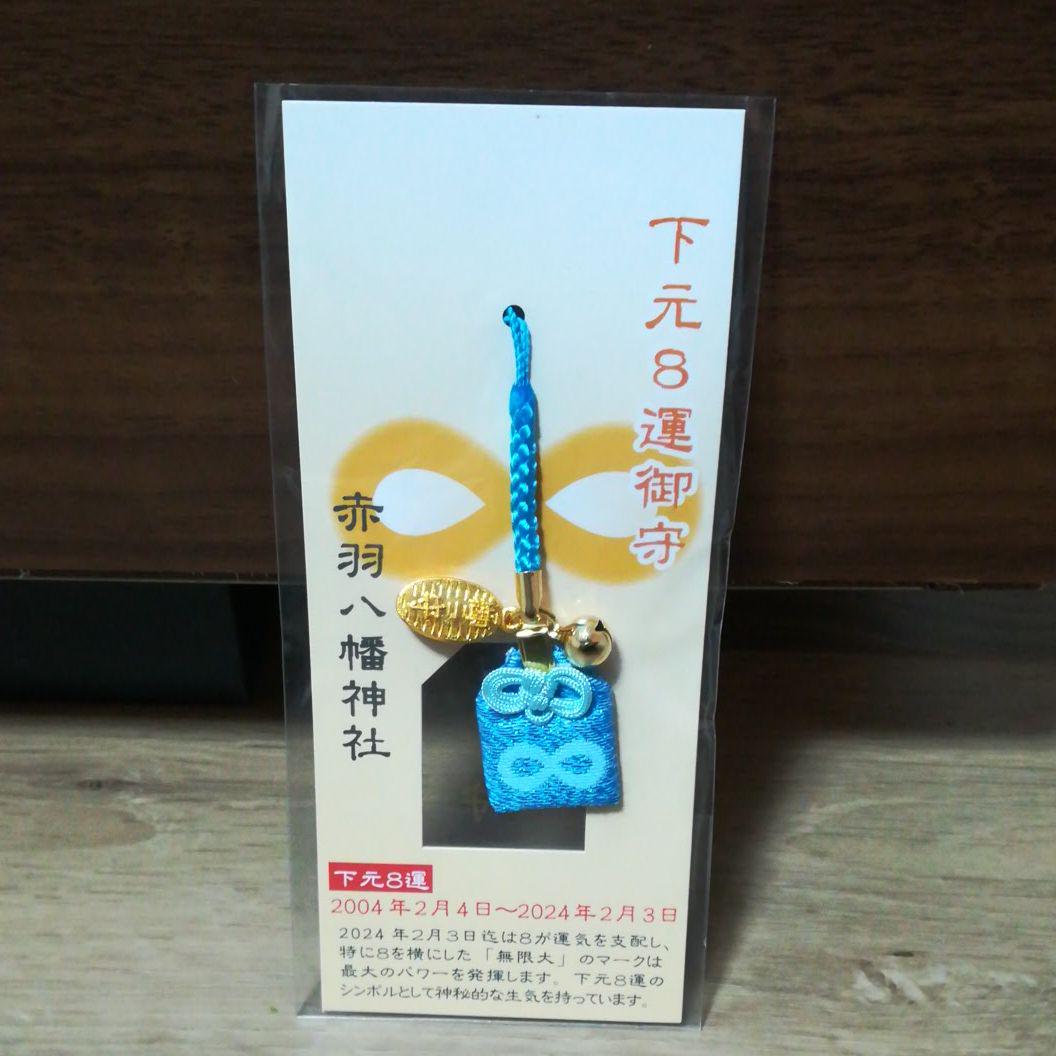 下元8運御守
赤羽八幡神社
下元8運
2004年2月4日～2024年2月3日
2024年2月3日迄は8が運気を支配し、
特に8を横にした「無限大」のマークは
最大のパワーを発揮します。下元8運の
シンボルとして神秘的な生気を持っています。